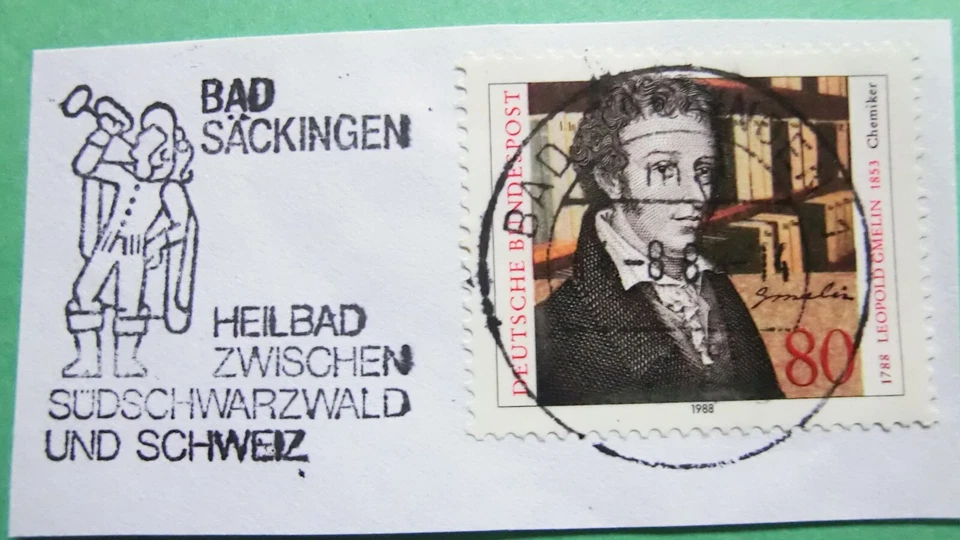 BAD
SÄCKINGEN
HEILBAD
ZWISCHEN
SÜDSCHWARZWALD
UND SCHWEIZ
DEUTSCHE BUNDESPOST
1788 LEOPOLD GMELIN 1853 Chemiker
Gmelin
80
1988
BAD
-8.8
-14